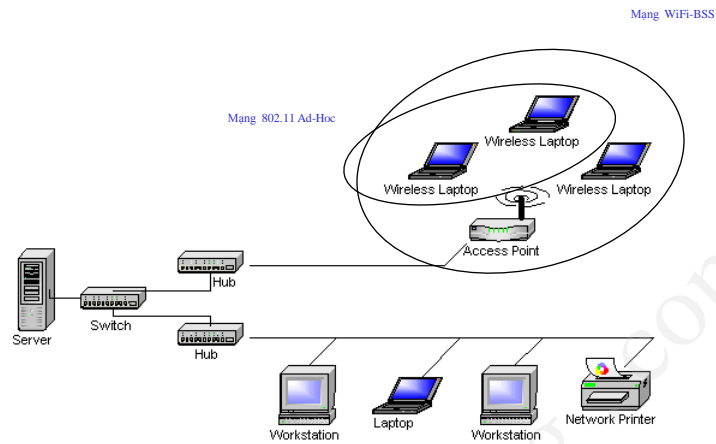 Mạng WiFi-BSS
Mạng 802.11 Ad-Hoc
Wireless Laptop
Wireless Laptop
Wireless Laptop
Access Point
Hub
Switch
Server
Hub
Workstation
Laptop
Workstation
Network Printer